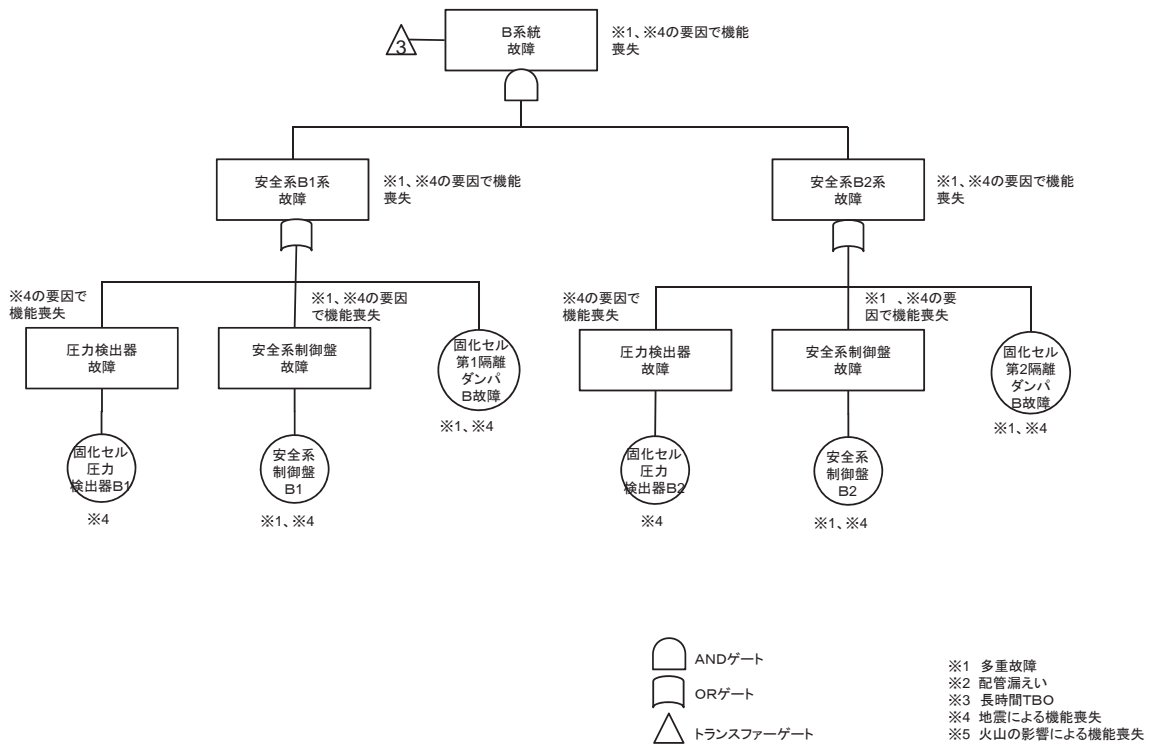 B系統
故障
※1、※4の要因で機能
喪失
3
安全系B1系
故障
※1、※4の要因で機能
喪失
安全系B2系
故障
※1、※4の要因で機能
喪失
※4の要因で
機能喪失
※1、※4の要因
で機能喪失
圧力検出器
故障
安全系制御盤
故障
固化セル
第1隔離
ダンパ
B故障
※1、※4
固化セル
圧力
検出器B1
※4
安全系
制御盤
B1
※1、※4
※4の要因で
機能喪失
※1 、※4の要
因で機能喪失
圧力検出器
故障
安全系制御盤
故障
固化セル
第2隔離
ダンパ
B故障
※1、※4
固化セル
圧力
検出器B2
※4
安全系
制御盤
B2
※1、※4
ANDゲート
ORゲート
トランスファーゲート
※1 多重故障
※2 配管漏えい
※3 長時間TBO
※4 地震による機能喪失
※5 火山の影響による機能喪失